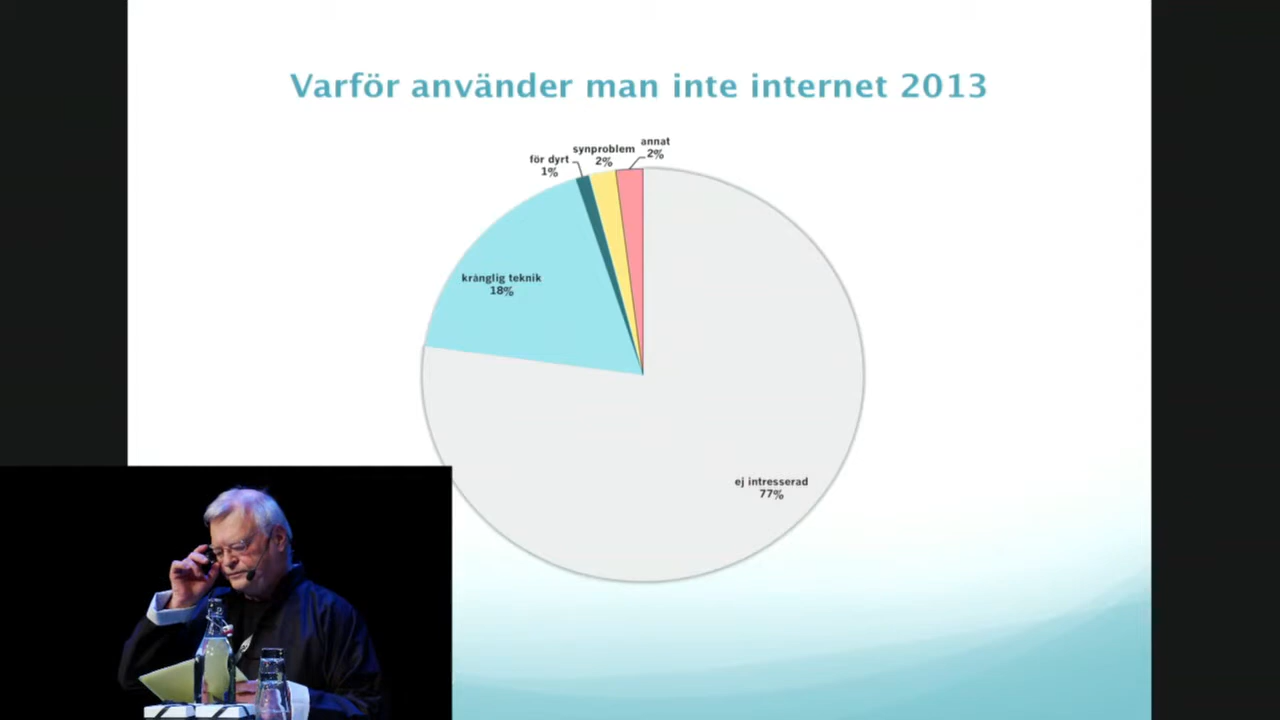 Varför använder man inte internet 2013
annat
2%
synproblem
2%
för dyrt
1%
krånglig teknik
18%
ej intresserad
77%